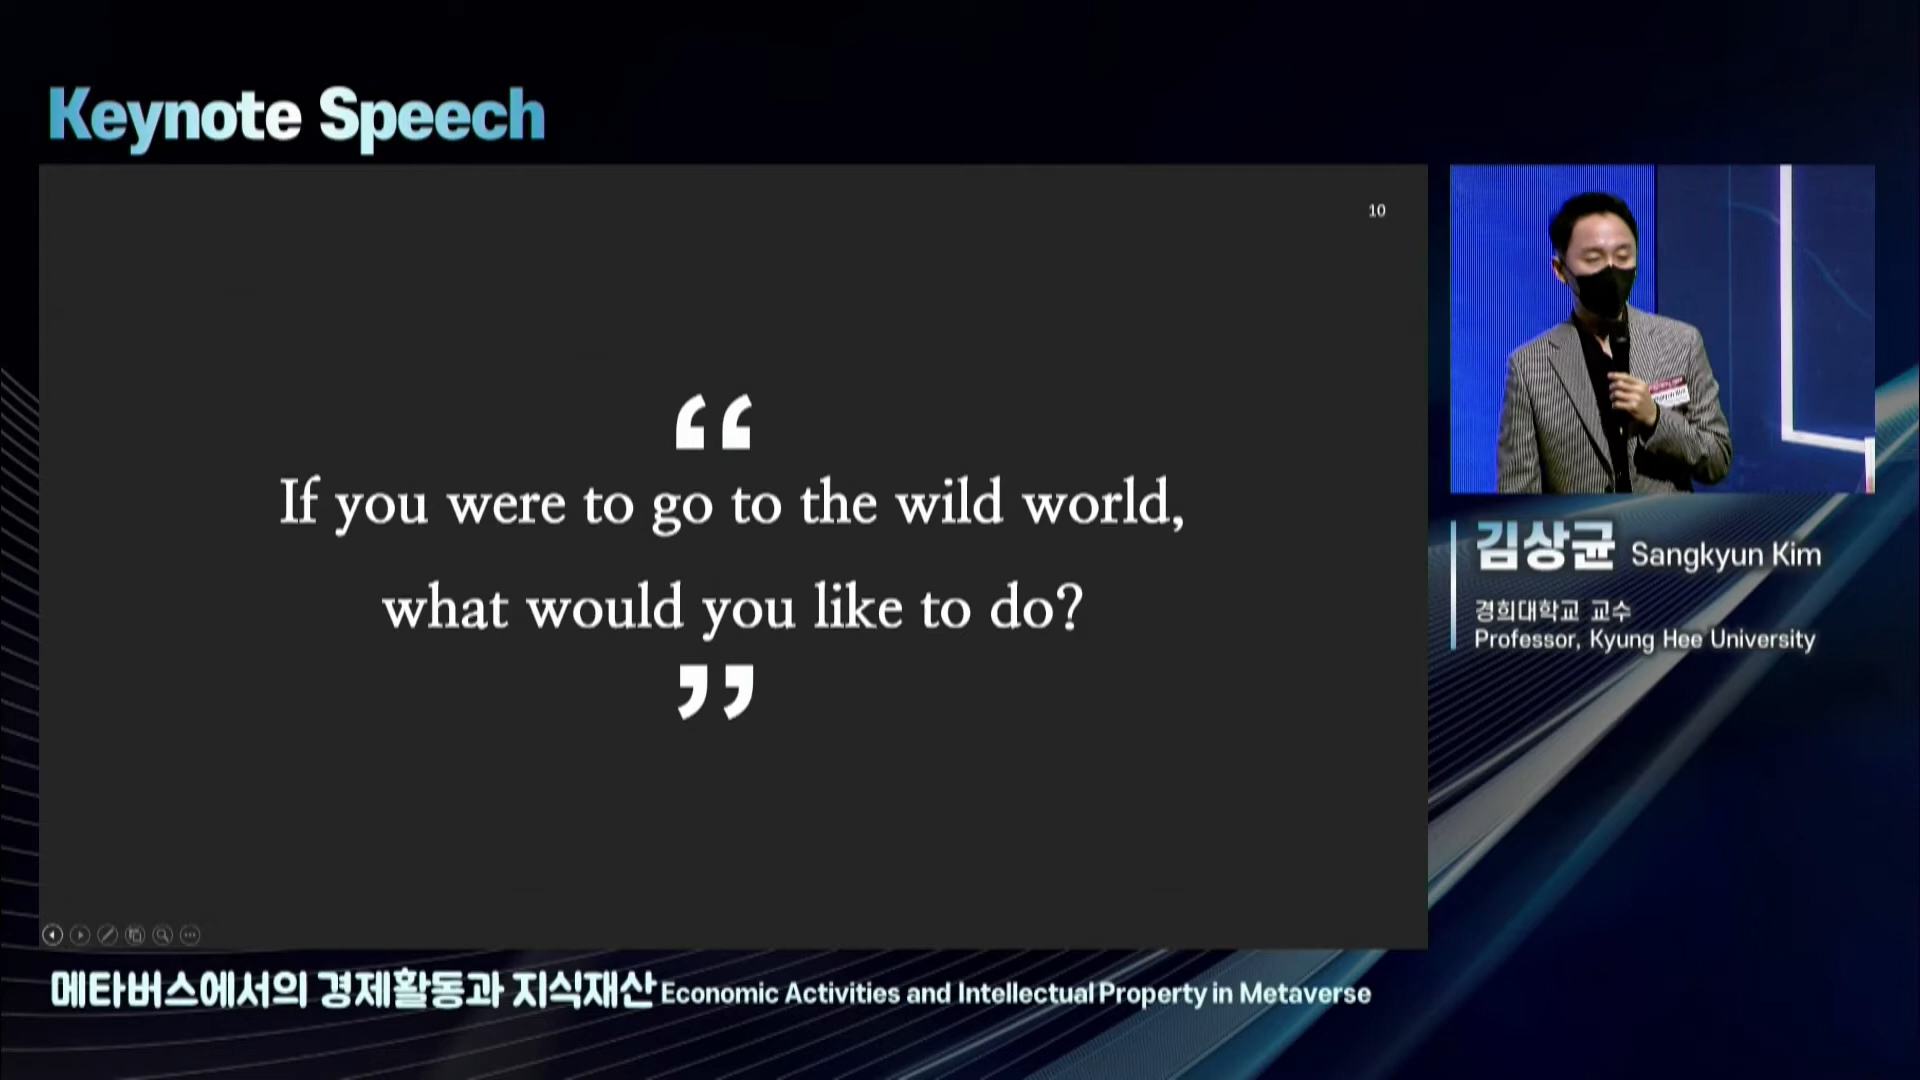 Keynote Speech
10
“
If you were to go to the wild world,
what would you like to do?
”
김상균 Sangkyun Kim
경희대학교 교수
Professor, Kyung Hee University
메타버스에서의 경제활동과 지식재산 Economic Activities and Intellectual Property in Metaverse